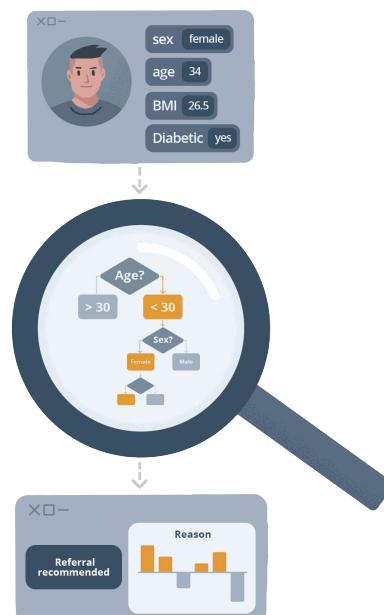 sex female
age 34
BMI 26.5
Diabetic yes
Age?
> 30
< 30
Sex?
Female
Male
Reason
Referral
recommended